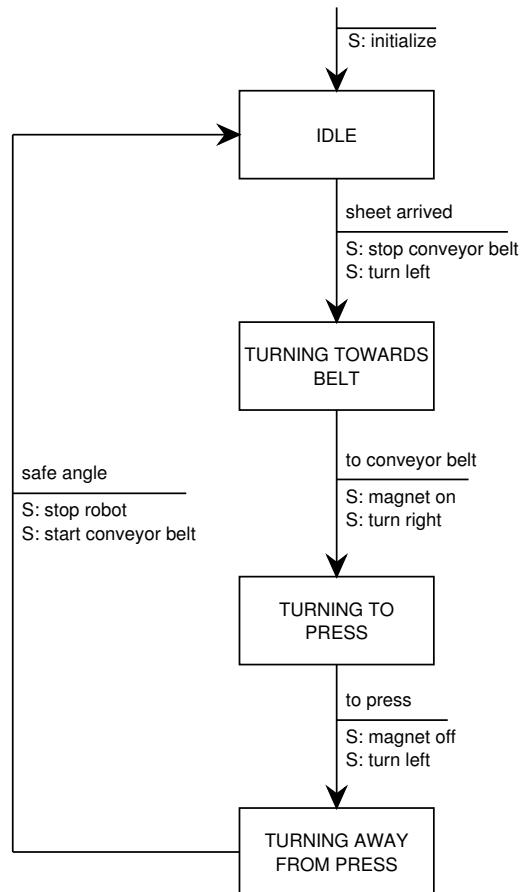 S: initialize
IDLE
sheet arrived
S: stop conveyor belt
S: turn left
TURNING TOWARDS
BELT
to conveyor belt
S: magnet on
S: turn right
safe angle
S: stop robot
S: start conveyor belt
TURNING TO
PRESS
to press
S: magnet off
S: turn left
TURNING AWAY
FROM PRESS